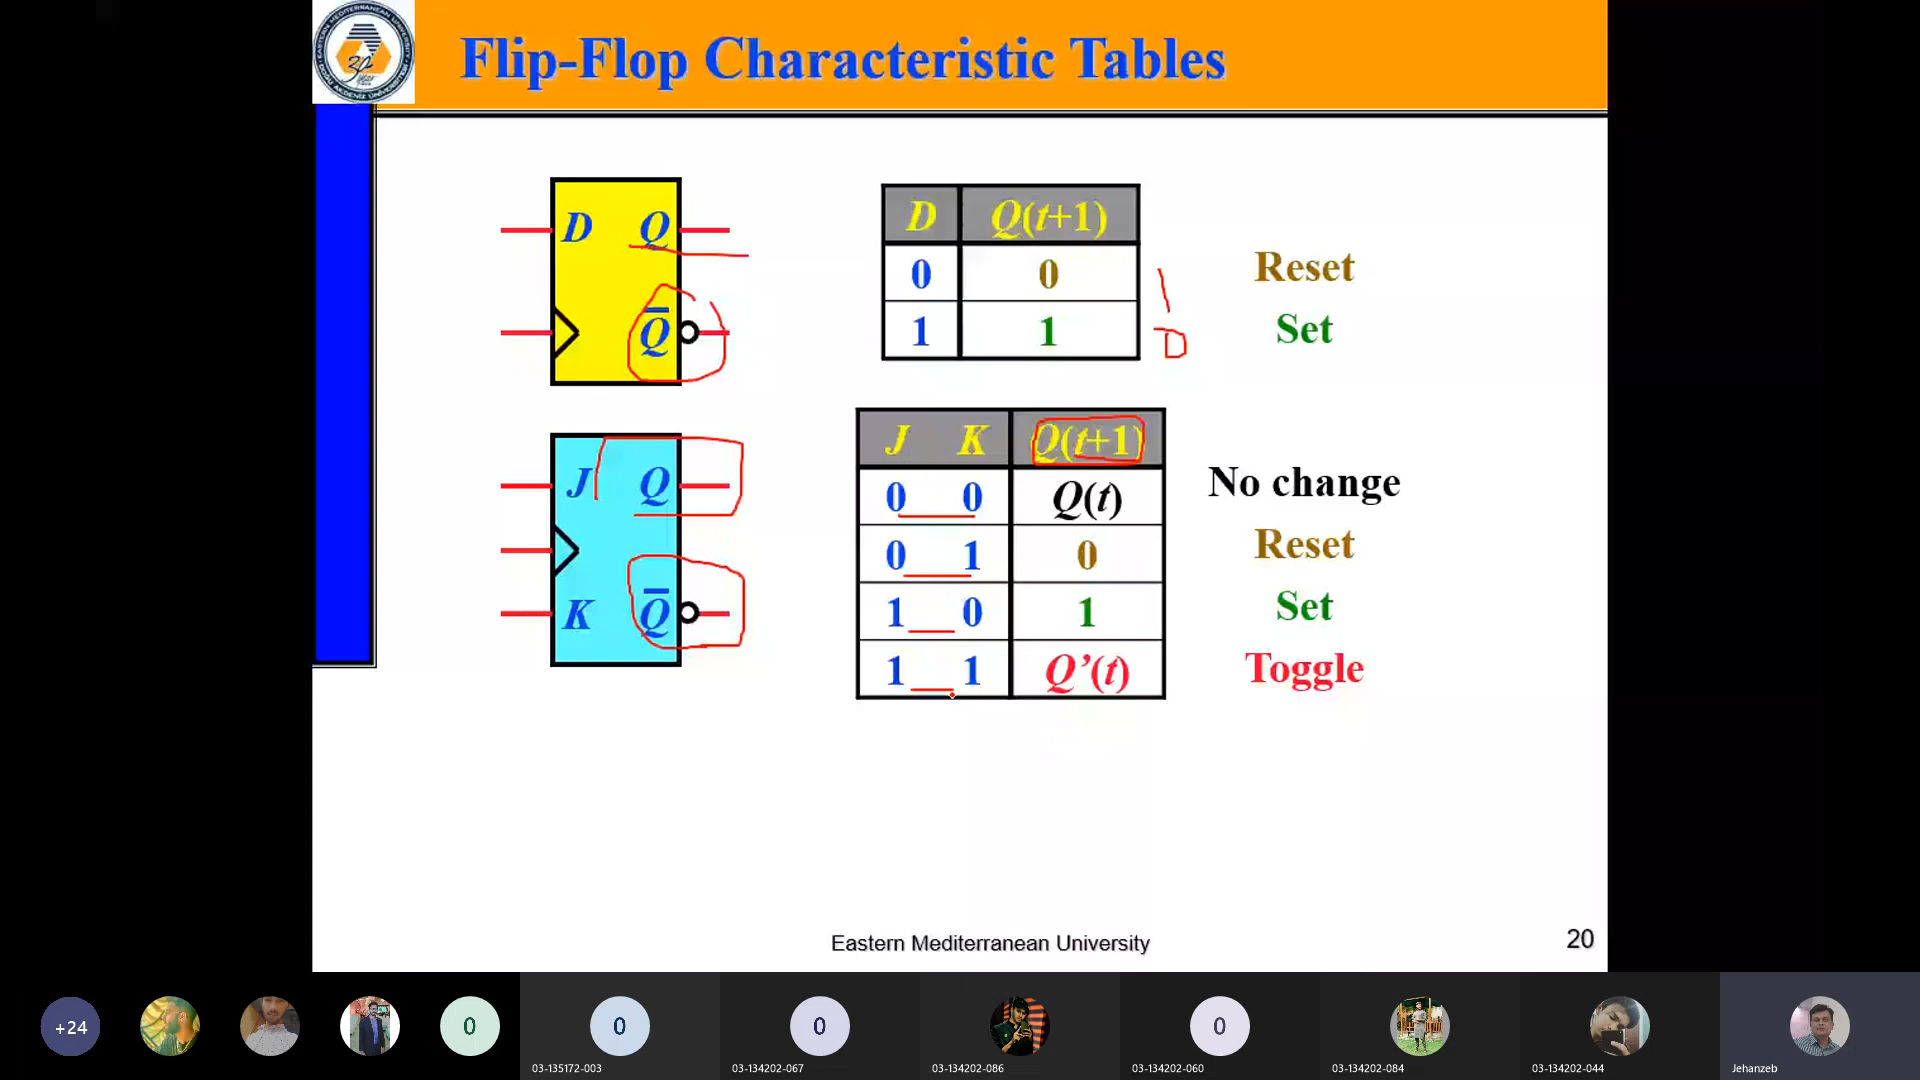 Flip-Flop Characteristic Tables
D Q
Q
D Q(t+1)
0 0 Reset
1 1 Set
D
J Q
K Q
J K Q(t+1)
0 0 Q(t) No change
0 1 0 Reset
1 0 1 Set
1 1 Q’(t) Toggle
Eastern Mediterranean University
20
+24
0
0
0
0
03-135172-003
03-134202-067
03-134202-086
03-134202-060
03-134202-084
03-134202-044
Jehanzeb